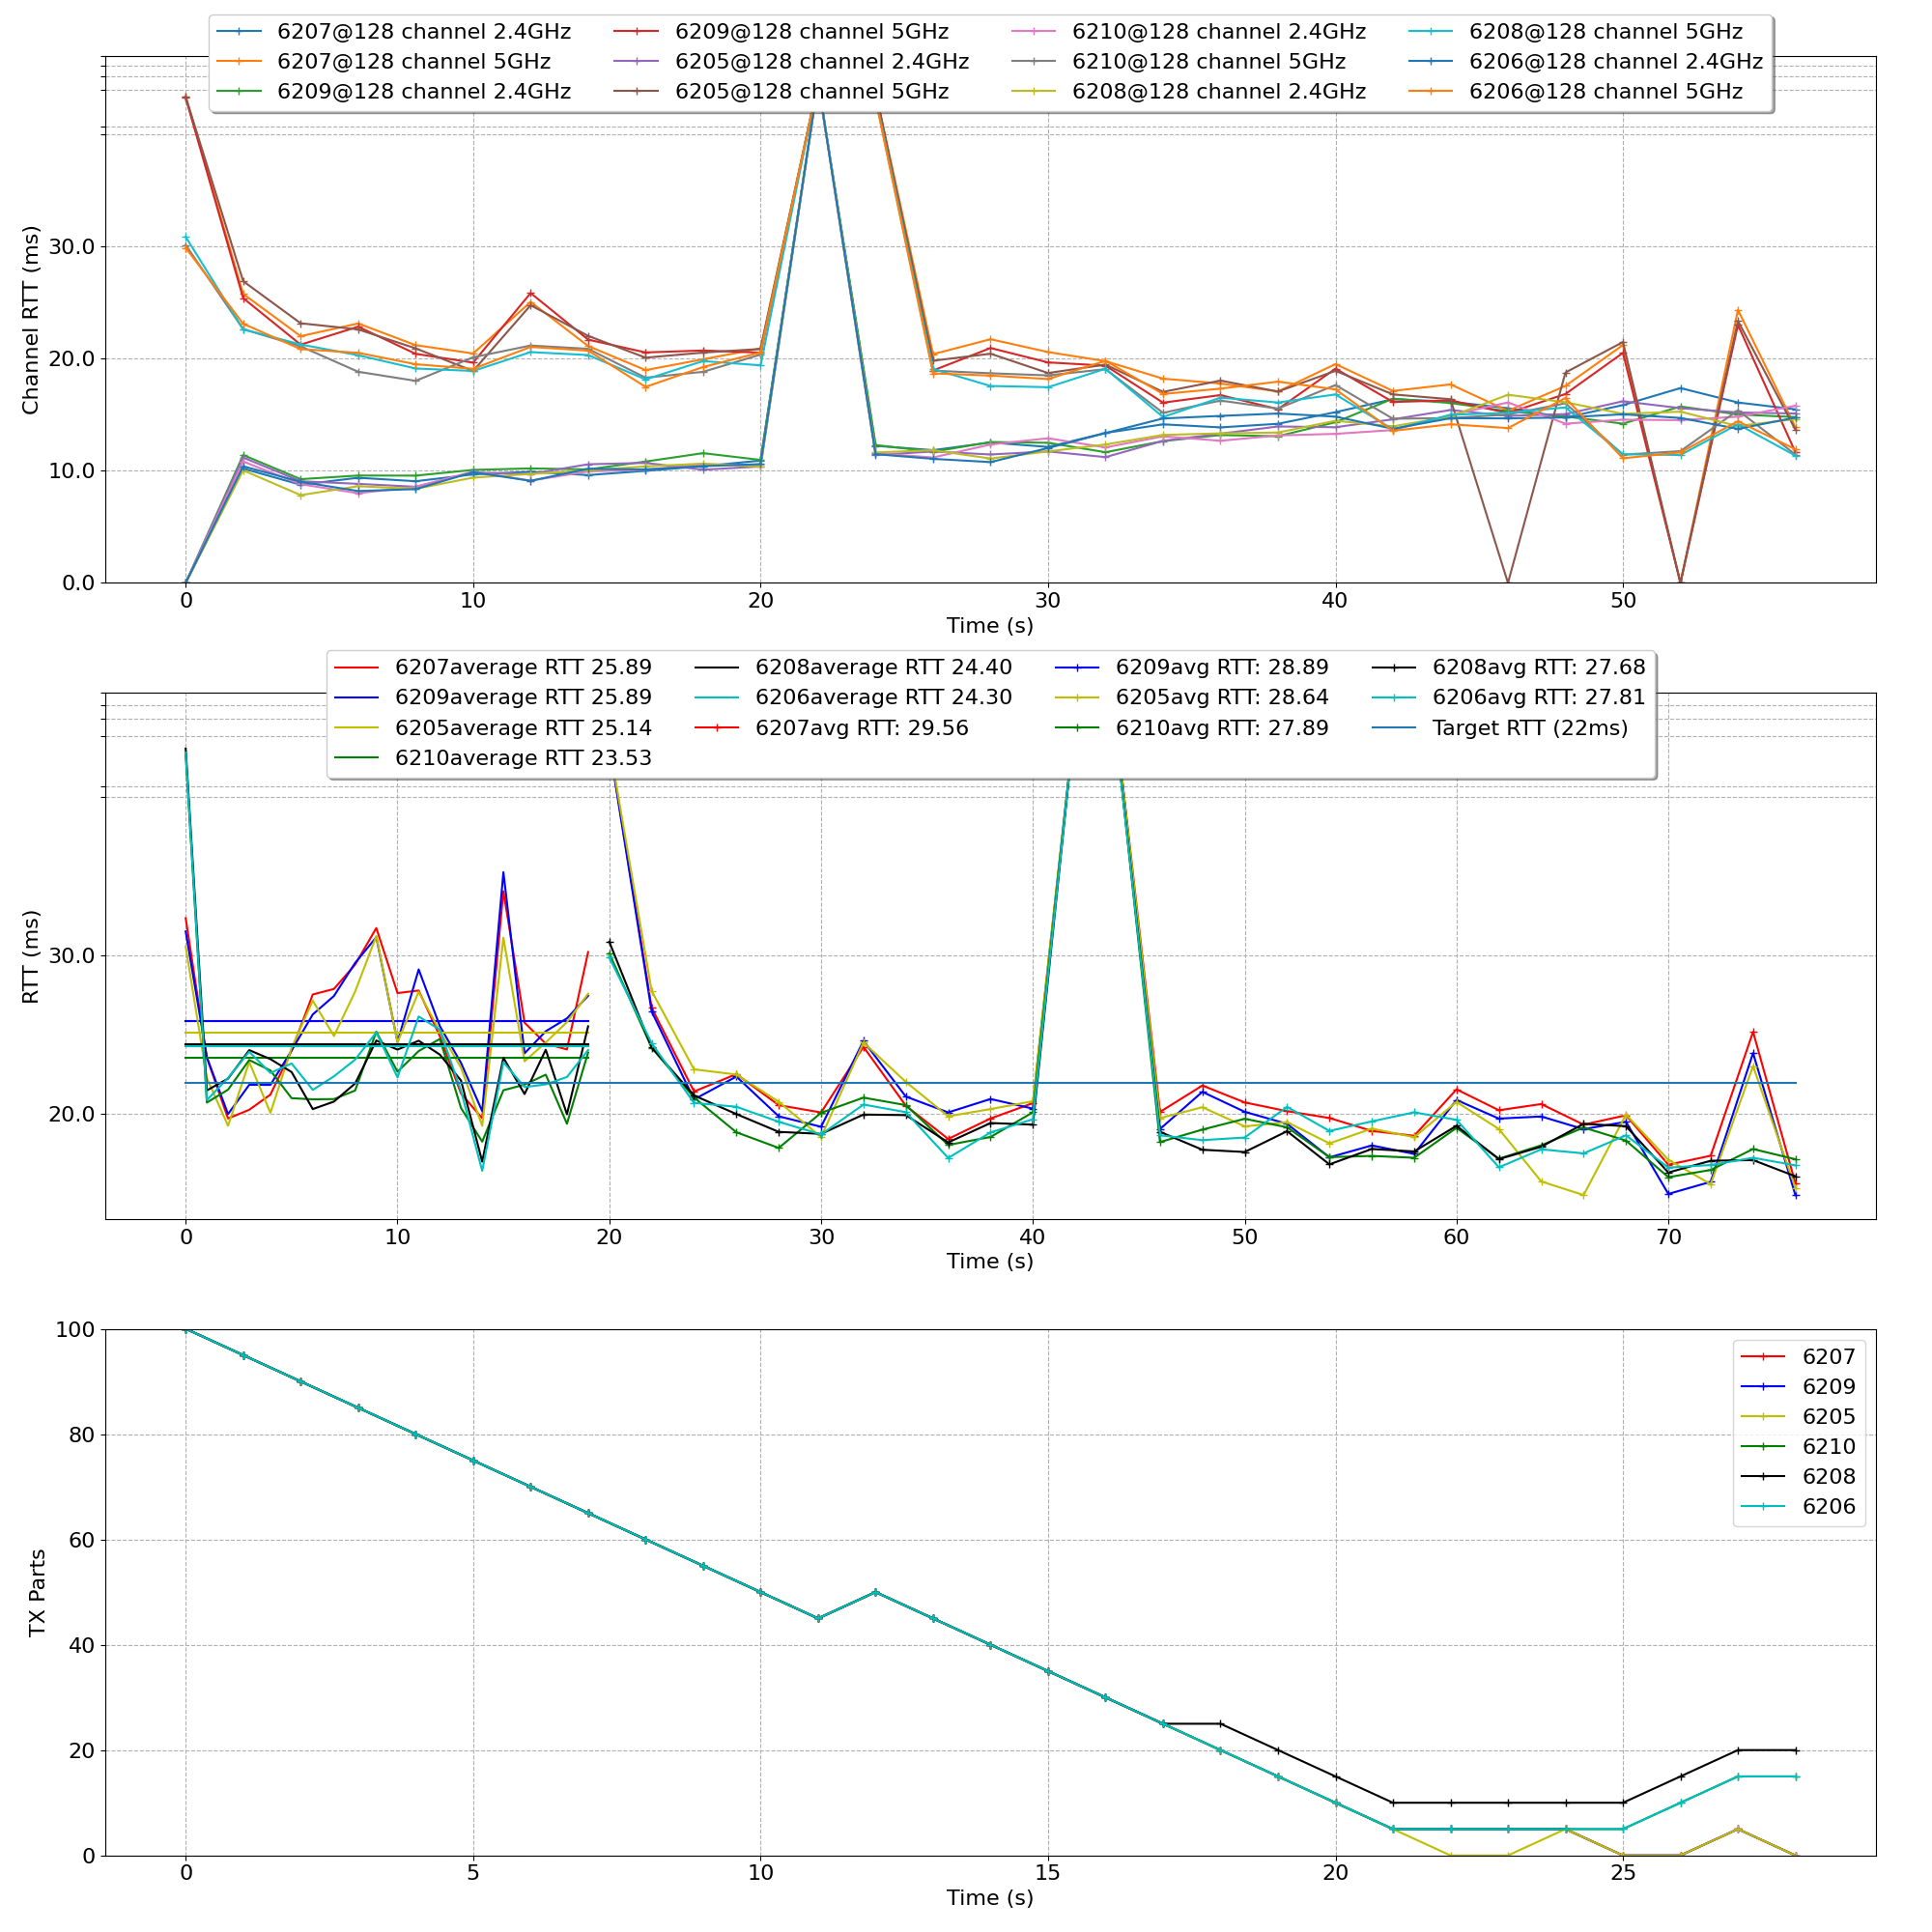 6207@128 channel 2.4GHz 6209@128 channel 5GHz 6210@128 channel 2.4GHz 6208@128 channel 5GHz
6207@128 channel 5GHz 6205@128 channel 2.4GHz 6210@128 channel 5GHz 6206@128 channel 2.4GHz
6209@128 channel 2.4GHz 6205@128 channel 5GHz 6208@128 channel 2.4GHz 6206@128 channel 5GHz
Channel RTT (ms)
30.0
20.0
10.0
0.0
0 10 20 30 40 50
Time (s)
6207average RTT 25.89 6208average RTT 24.40 6209avg RTT: 28.89 6208avg RTT: 27.68
6209average RTT 25.89 6206average RTT 24.30 6205avg RTT: 28.64 6206avg RTT: 27.81
6205average RTT 25.14 6207avg RTT: 29.56 6210avg RTT: 27.89 Target RTT (22ms)
6210average RTT 23.53
RTT (ms)
30.0
20.0
0 10 20 30 40 50 60 70
Time (s)
TX Parts
100
80
60
40
20
0
6207
6209
6205
6210
6208
6206
0 5 10 15 20 25
Time (s)